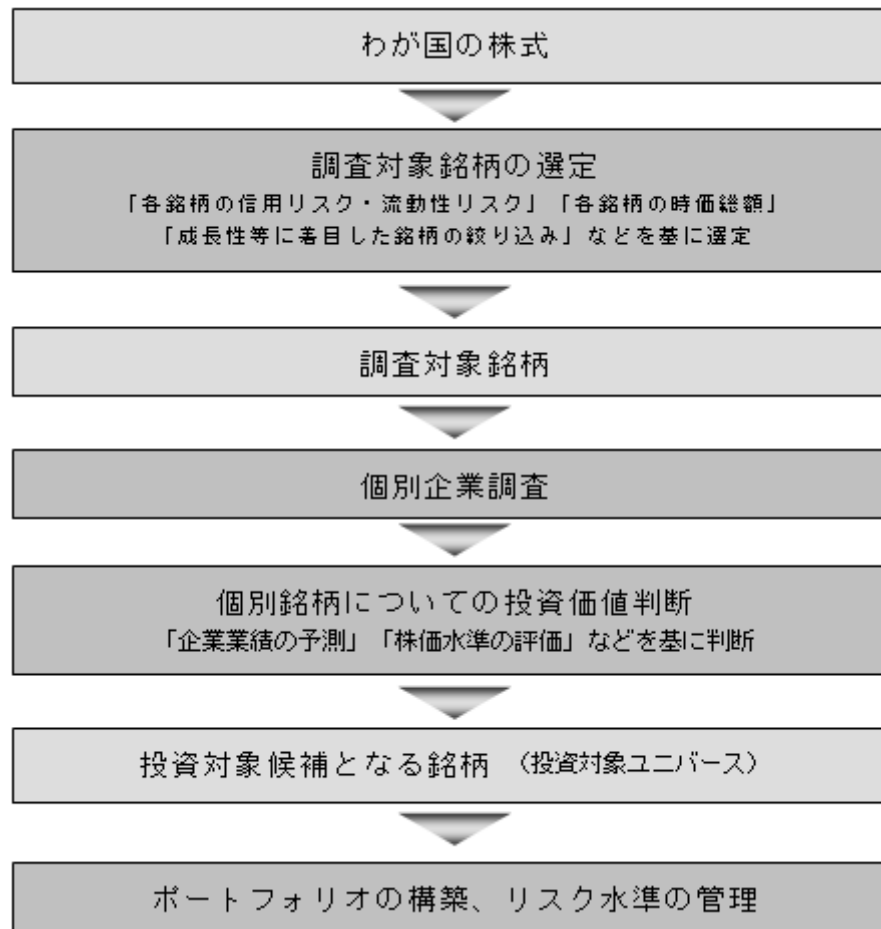 わが国の株式
調査対象銘柄の選定
「各銘柄の信用リスク・流動性リスク」「各銘柄の時価総額」
「成長性等に着目した銘柄の絞り込み」などを基に選定
調査対象銘柄
個別企業調査
個別銘柄についての投資価値判断
「企業業績の予測」「株価水準の評価」などを基に判断
投資対象候補となる銘柄 （投資対象ユニバース）
ポートフォリオの構築、リスク水準の管理